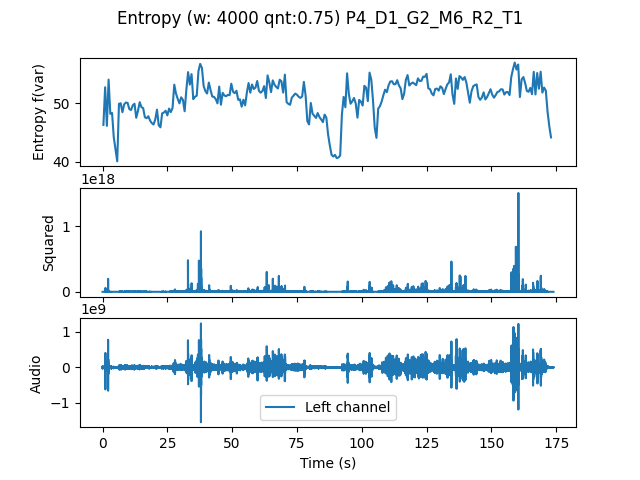 Entropy (w: 4000 qnt:0.75) P4_D1_G2_M6_R2_T1
Entropy f(var)
50
40
1e18
Squared
1
0
1e9
Audio
1
0
−1
Left channel
0 25 50 75 100 125 150 175
Time (s)